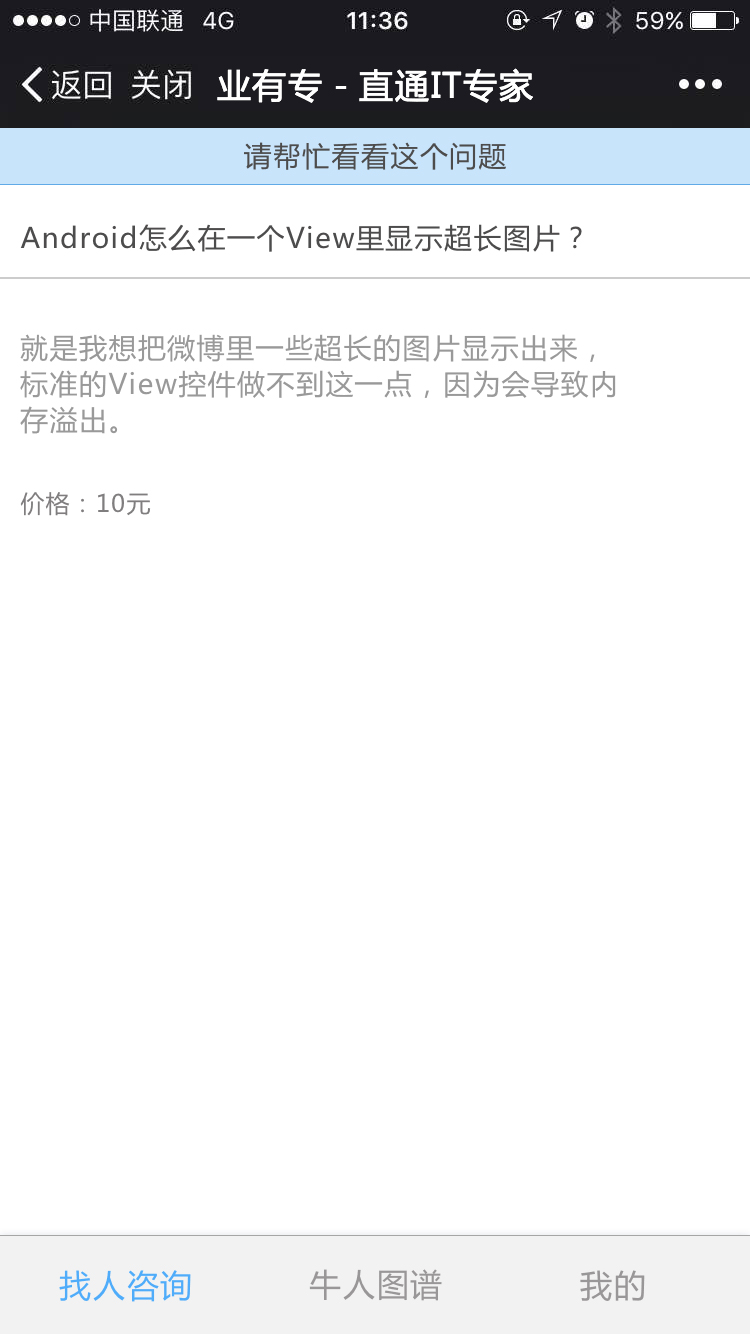 中国联通 4G 11:36 59%
返回 关闭 业有专 - 直通IT专家
请帮忙看看这个问题
Android怎么在一个View里显示超长图片？
就是我想把微博里一些超长的图片显示出来，
标准的View控件做不到这一点，因为会导致内
存溢出。
价格：10元
找人咨询 牛人图谱 我的